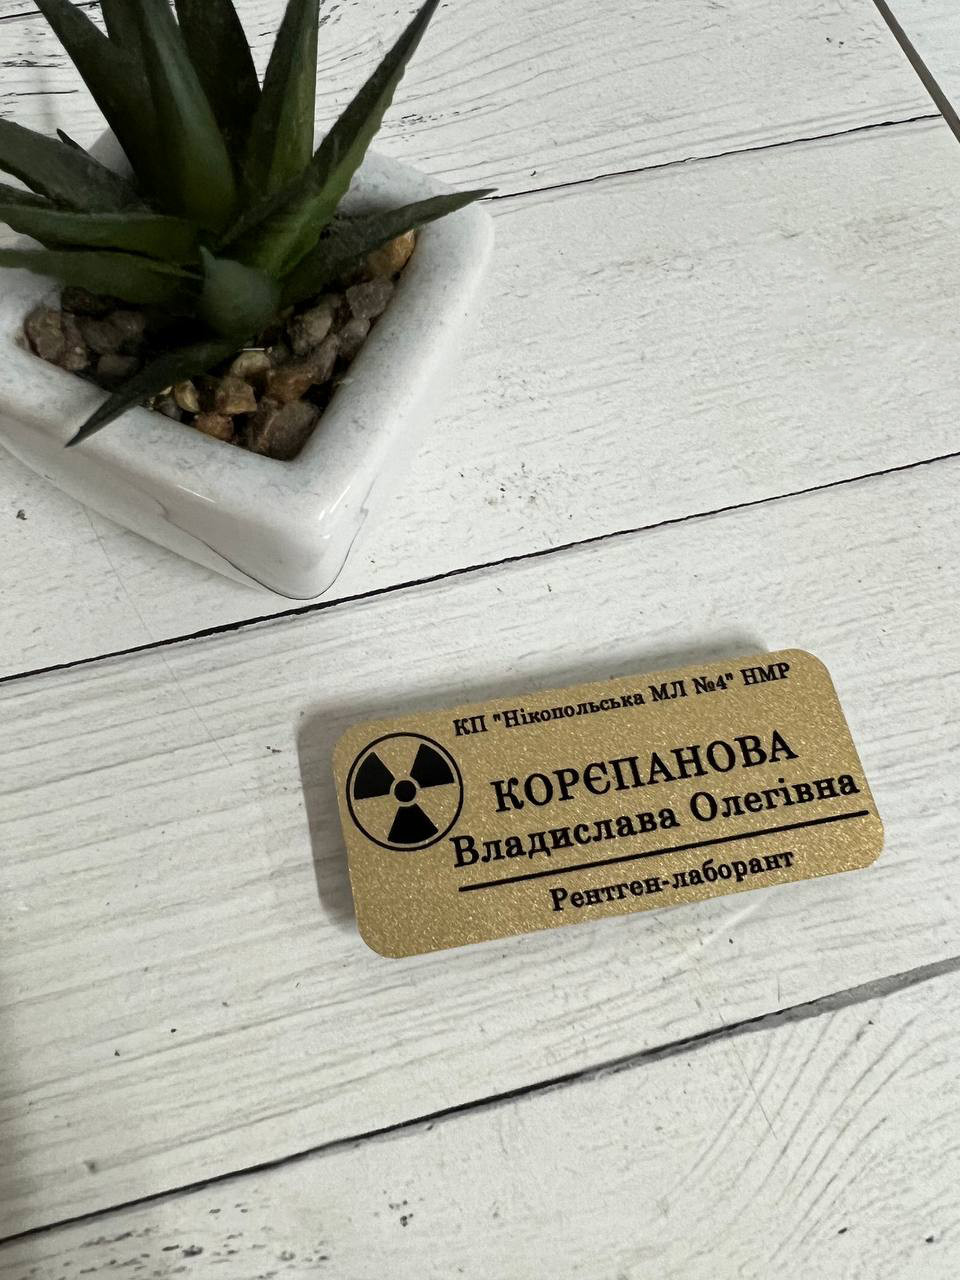 КП "Нікопольська МЛ №4" НМР
КОРЄПАНОВА
Владислава Олегівна
Рентген-лаборант